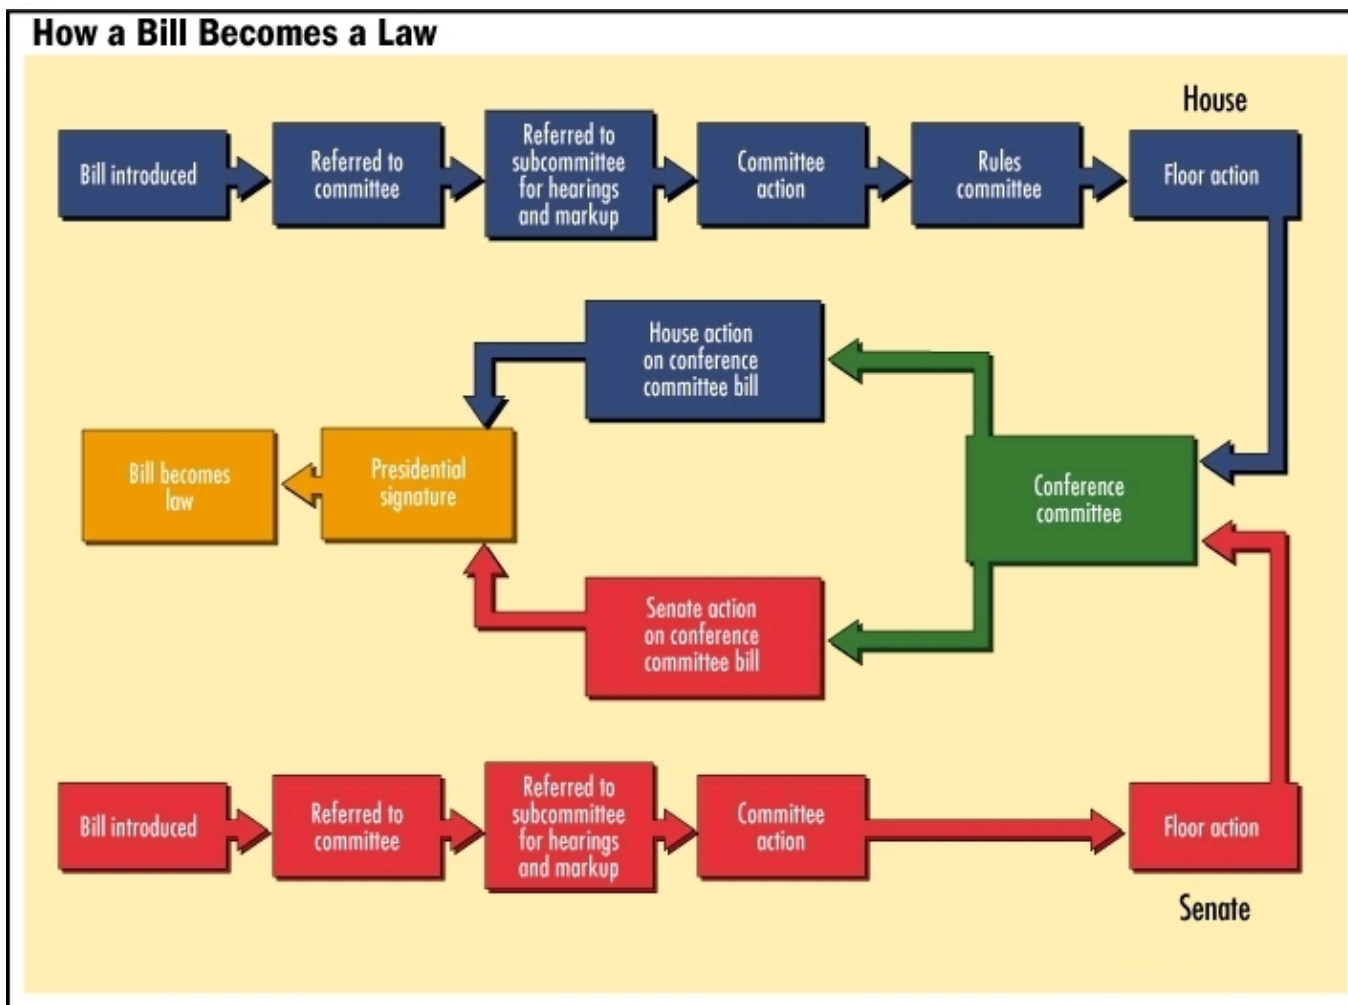 How a Bill Becomes a Law
House
Bill introduced
Referred to
committee
Referred to
subcommittee
for hearings
and markup
Committee
action
Rules
committee
Floor action
House action
on conference
committee bill
Bill becomes
law
Presidential
signature
Conference
committee
Senate action
on conference
committee bill
Bill introduced
Referred to
committee
Referred to
subcommittee
for hearings
and markup
Committee
action
Floor action
Senate